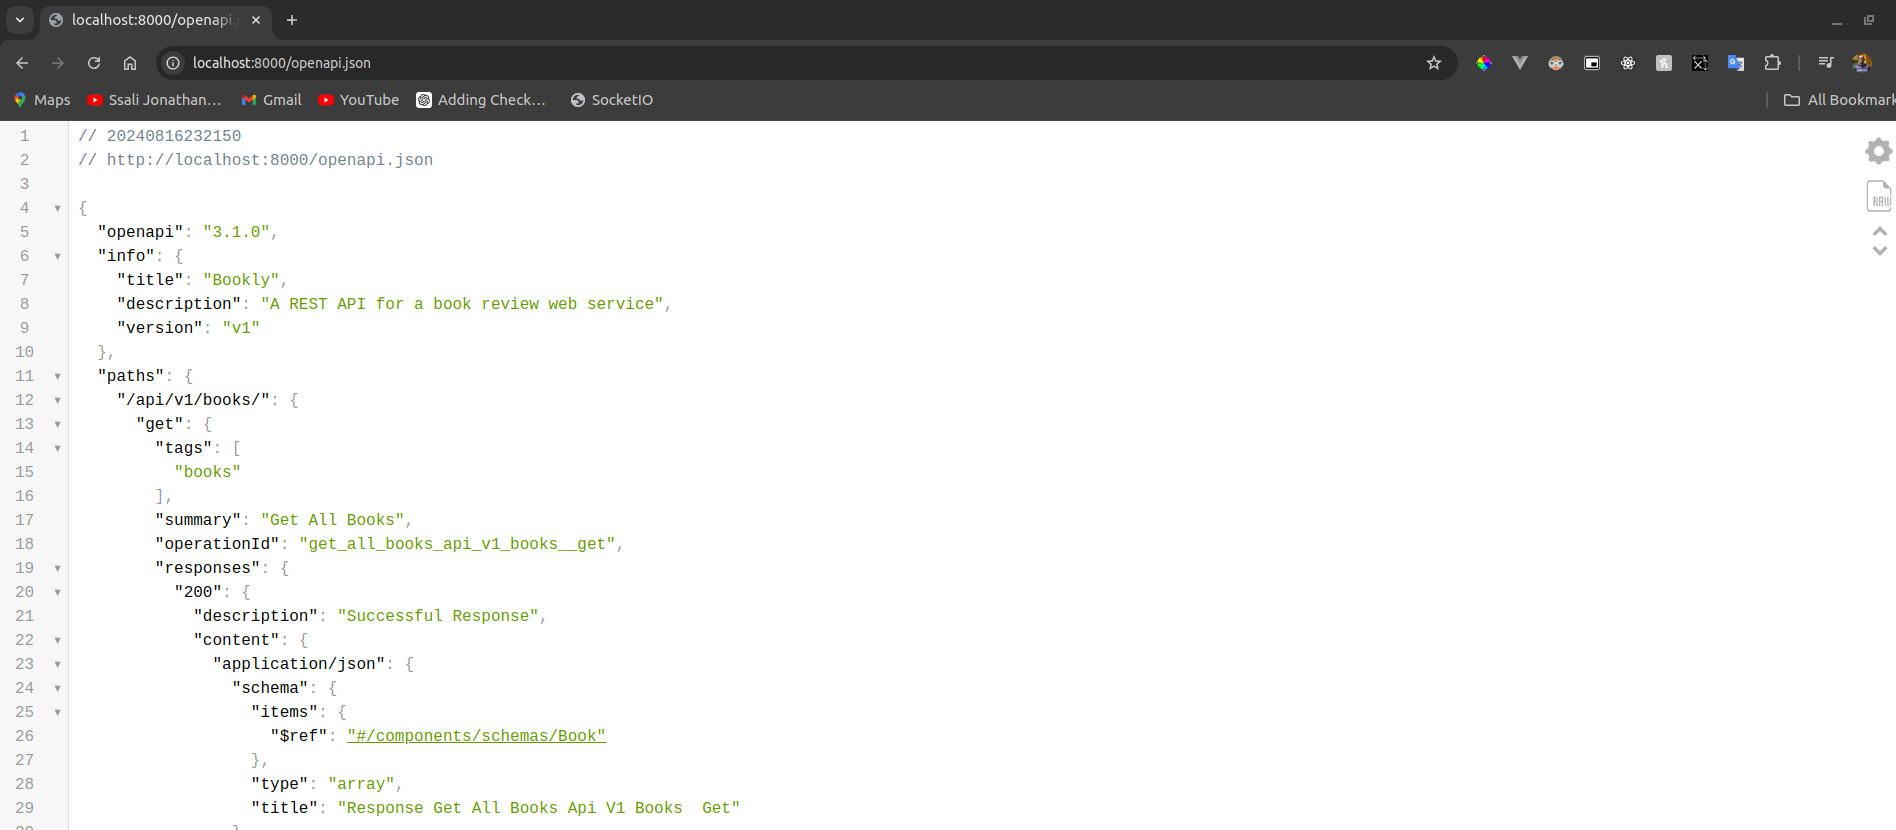 localhost:8000/openapi.j
localhost:8000/openapi.json
Maps Ssali Jonathan... Gmail YouTube Adding Check... SocketIO All Bookmark
1 // 20240816232150
2 // http://localhost:8000/openapi.json
3
4 {
5 "openapi": "3.1.0",
6 "info": {
7 "title": "Bookly",
8 "description": "A REST API for a book review web service",
9 "version": "v1"
10 },
11 "paths": {
12 "/api/v1/books/": {
13 "get": {
14 "tags": [
15 "books"
16 ],
17 "summary": "Get All Books",
18 "operationId": "get_all_books_api_v1_books__get",
19 "responses": {
20 "200": {
21 "description": "Successful Response",
22 "content": {
23 "application/json": {
24 "schema": {
25 "items": {
26 "$ref": "#/components/schemas/Book"
27 },
28 "type": "array",
29 "title": "Response Get All Books Api V1 Books  Get"
RAW